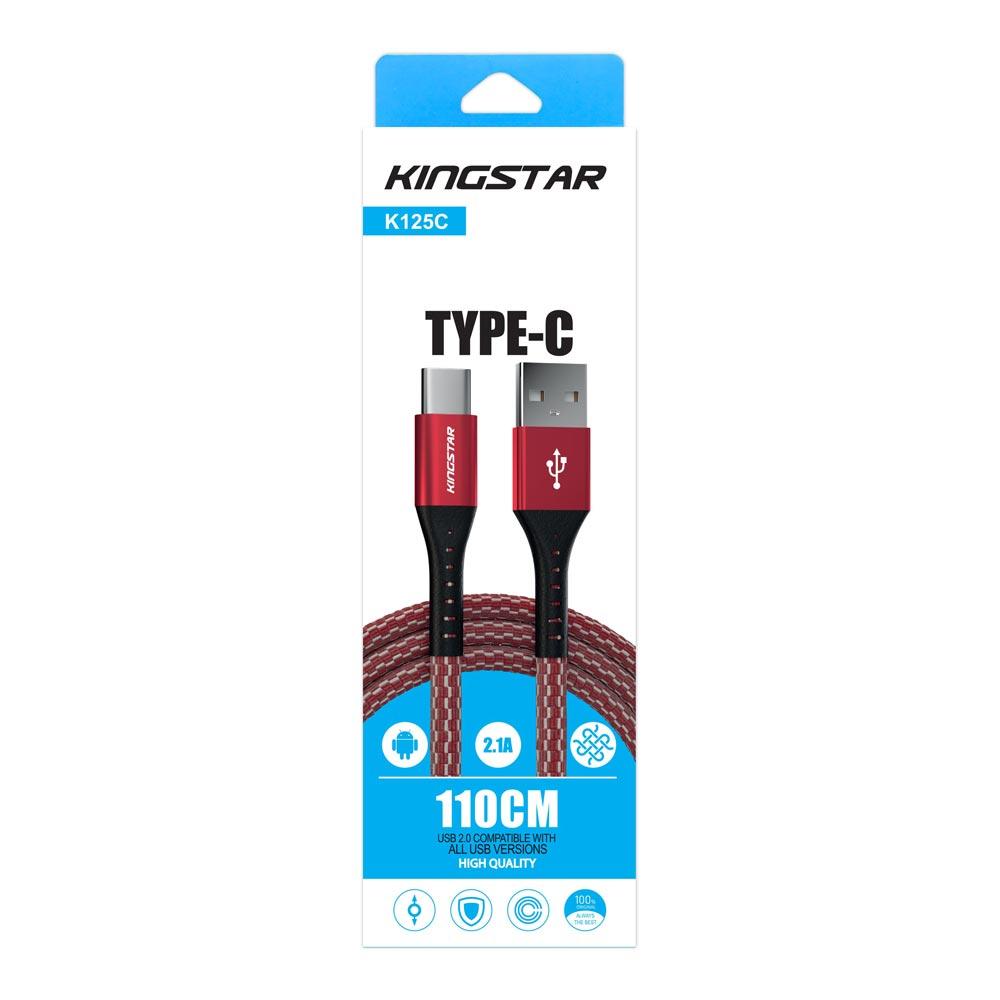 KINGSTAR
K125C
TYPE-C
KINGSTAR
2.1A
110CM
USB 2.0 COMPATIBLE WITH
ALL USB VERSIONS
HIGH QUALITY
100%
ORIGINAL
ALWAYS
THE BEST